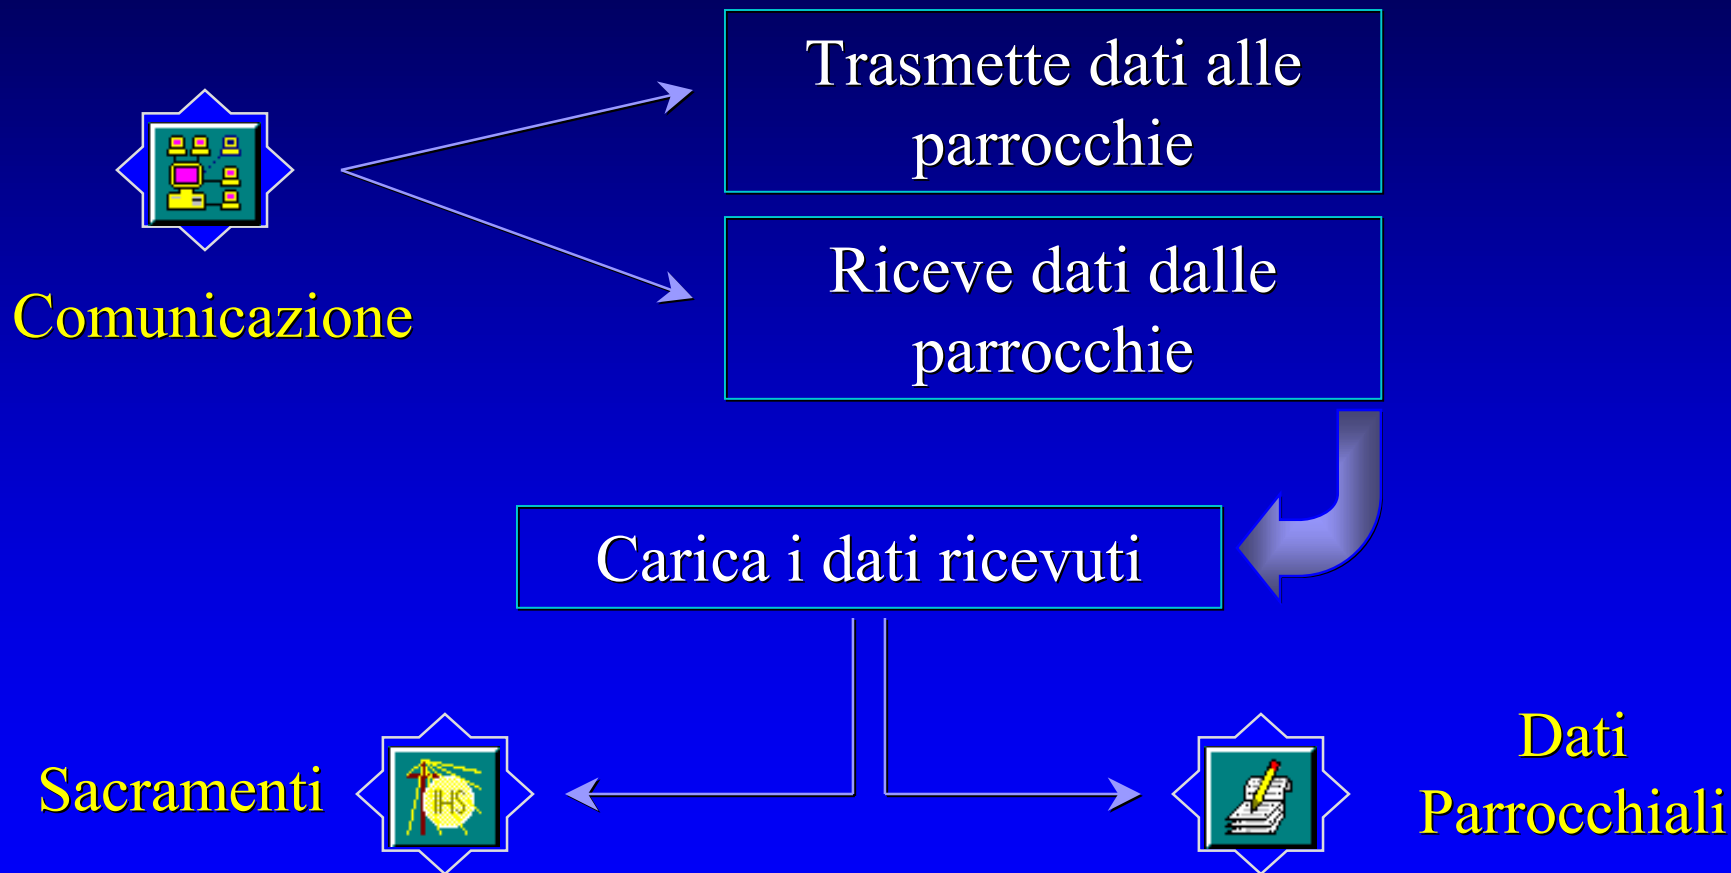 Trasmette dati alle
parrocchie
Comunicazione
Riceve dati dalle
parrocchie
Carica i dati ricevuti
Sacramenti
IHS
Dati
Parrocchiali